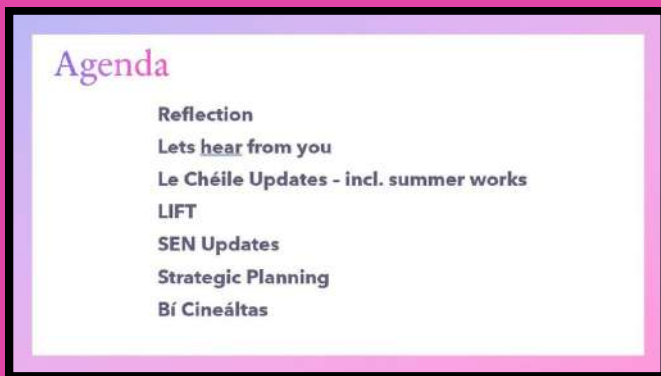 Agenda
Reflection
Lets hear from you
Le Chéile Updates - incl. summer works
LIFT
SEN Updates
Strategic Planning
Bí Cineáltas